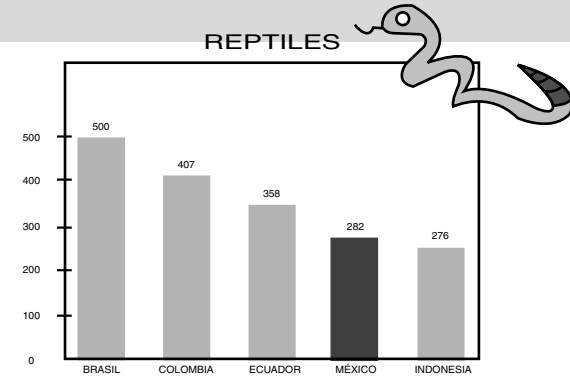 REPTILES
500
400
300
200
100
0
500
407
358
282
276
BRASIL
COLOMBIA
ECUADOR
MÉXICO
INDONESIA